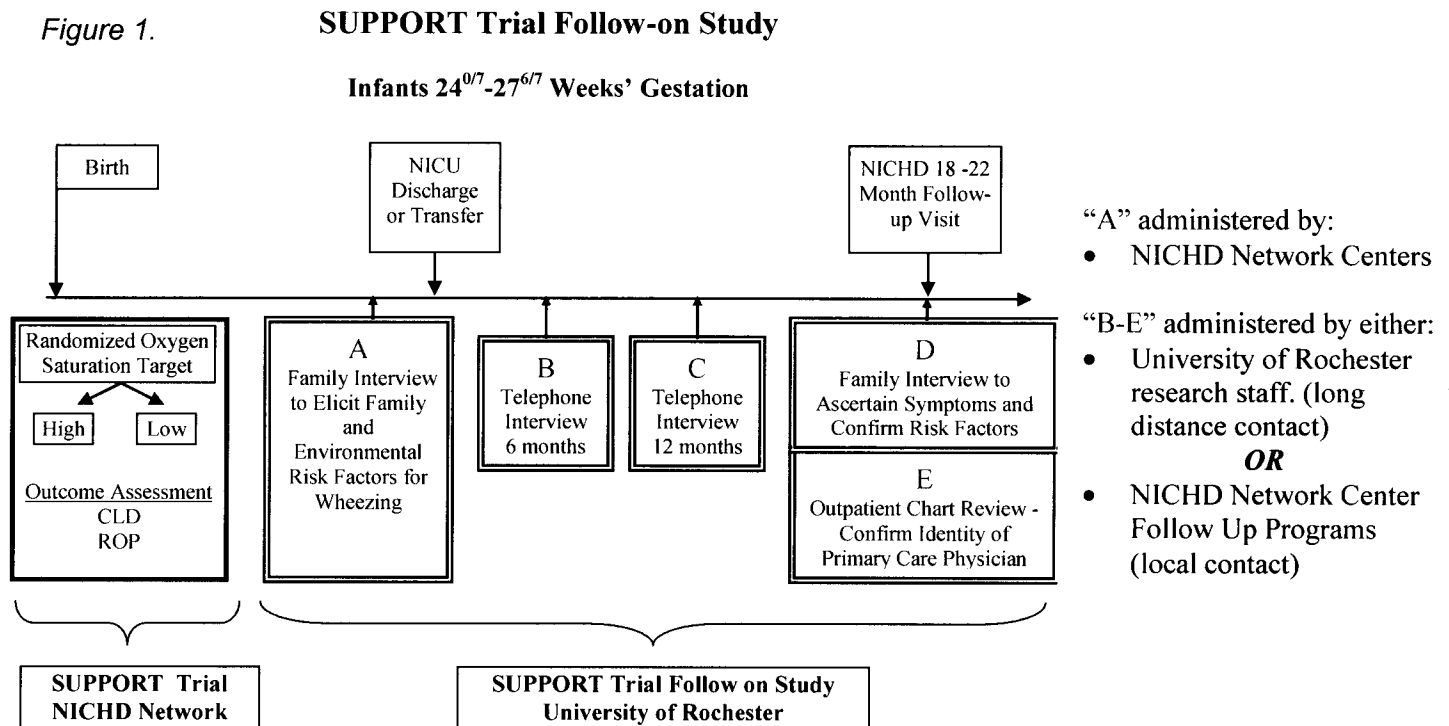 Figure 1.
SUPPORT Trial Follow-on Study
Infants 24 0/7-27 6/7 Weeks' Gestation
Birth
NICU
Discharge
or Transfer
NICHD 18 -22
Month Follow-
up Visit
Randomized Oxygen
Saturation Target
High
Low
Outcome Assessment
CLD
ROP
A
Family Interview
to Elicit Family
and
Environmental
Risk Factors for
Wheezing
B
Telephone
Interview
6 months
C
Telephone
Interview
12 months
D
Family Interview to
Ascertain Symptoms and
Confirm Risk Factors
E
Outpatient Chart Review -
Confirm Identity of
Primary Care Physician
"A" administered by:
• NICHD Network Centers
"B-E" administered by either:
• University of Rochester
research staff. (long
distance contact)
OR
• NICHD Network Center
Follow Up Programs
(local contact)
SUPPORT Trial
NICHD Network
SUPPORT Trial Follow on Study
University of Rochester